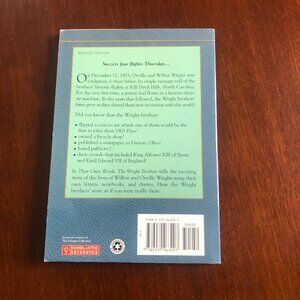 Success four flights Thursday…
On December 17, 1903, Orville and Wilbur Wright sent
a telegram to their father. Its simple message told of the
brothers' historic flights at Kill Devil Hills, North Carolina.
For the very first time, a person had flown in a heavier-than-
air machine. In the years that followed, the Wright brothers'
fame grew as they shared their new invention with the world.
Did you know that the Wright brothers
• flipped a coin to see which one of them would be the
first to pilot their 1903 Flyer?
• owned a bicycle shop?
• published a newspaper in Dayton, Ohio?
• hated publicity?
• drew crowds that included King Alfonso XIII of Spain
and King Edward VII of England?
In Their Own Words: The Wright Brothers tells the exciting
story of the lives of Wilbur and Orville Wright using their
own letters, notebooks, and diaries. Hear the Wright
brothers' story as if you were really there.
SCHOLASTIC
REFERENCE